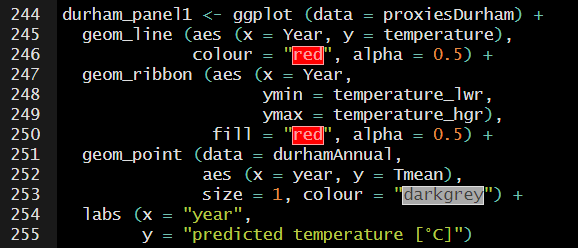 244 durham_panel1 <- ggplot (data = proxiesDurham) +
245 geom_line (aes (x = Year, y = temperature),
246 colour = "red", alpha = 0.5) +
247 geom_ribbon (aes (x = Year,
248 ymin = temperature_lwr,
249 ymax = temperature_hgr),
250 fill = "red", alpha = 0.5) +
251 geom_point (data = durhamAnnual,
252 aes (x = year, y = Tmean),
253 size = 1, colour = "darkgrey") +
254 labs (x = "year",
255 y = "predicted temperature [°C]")